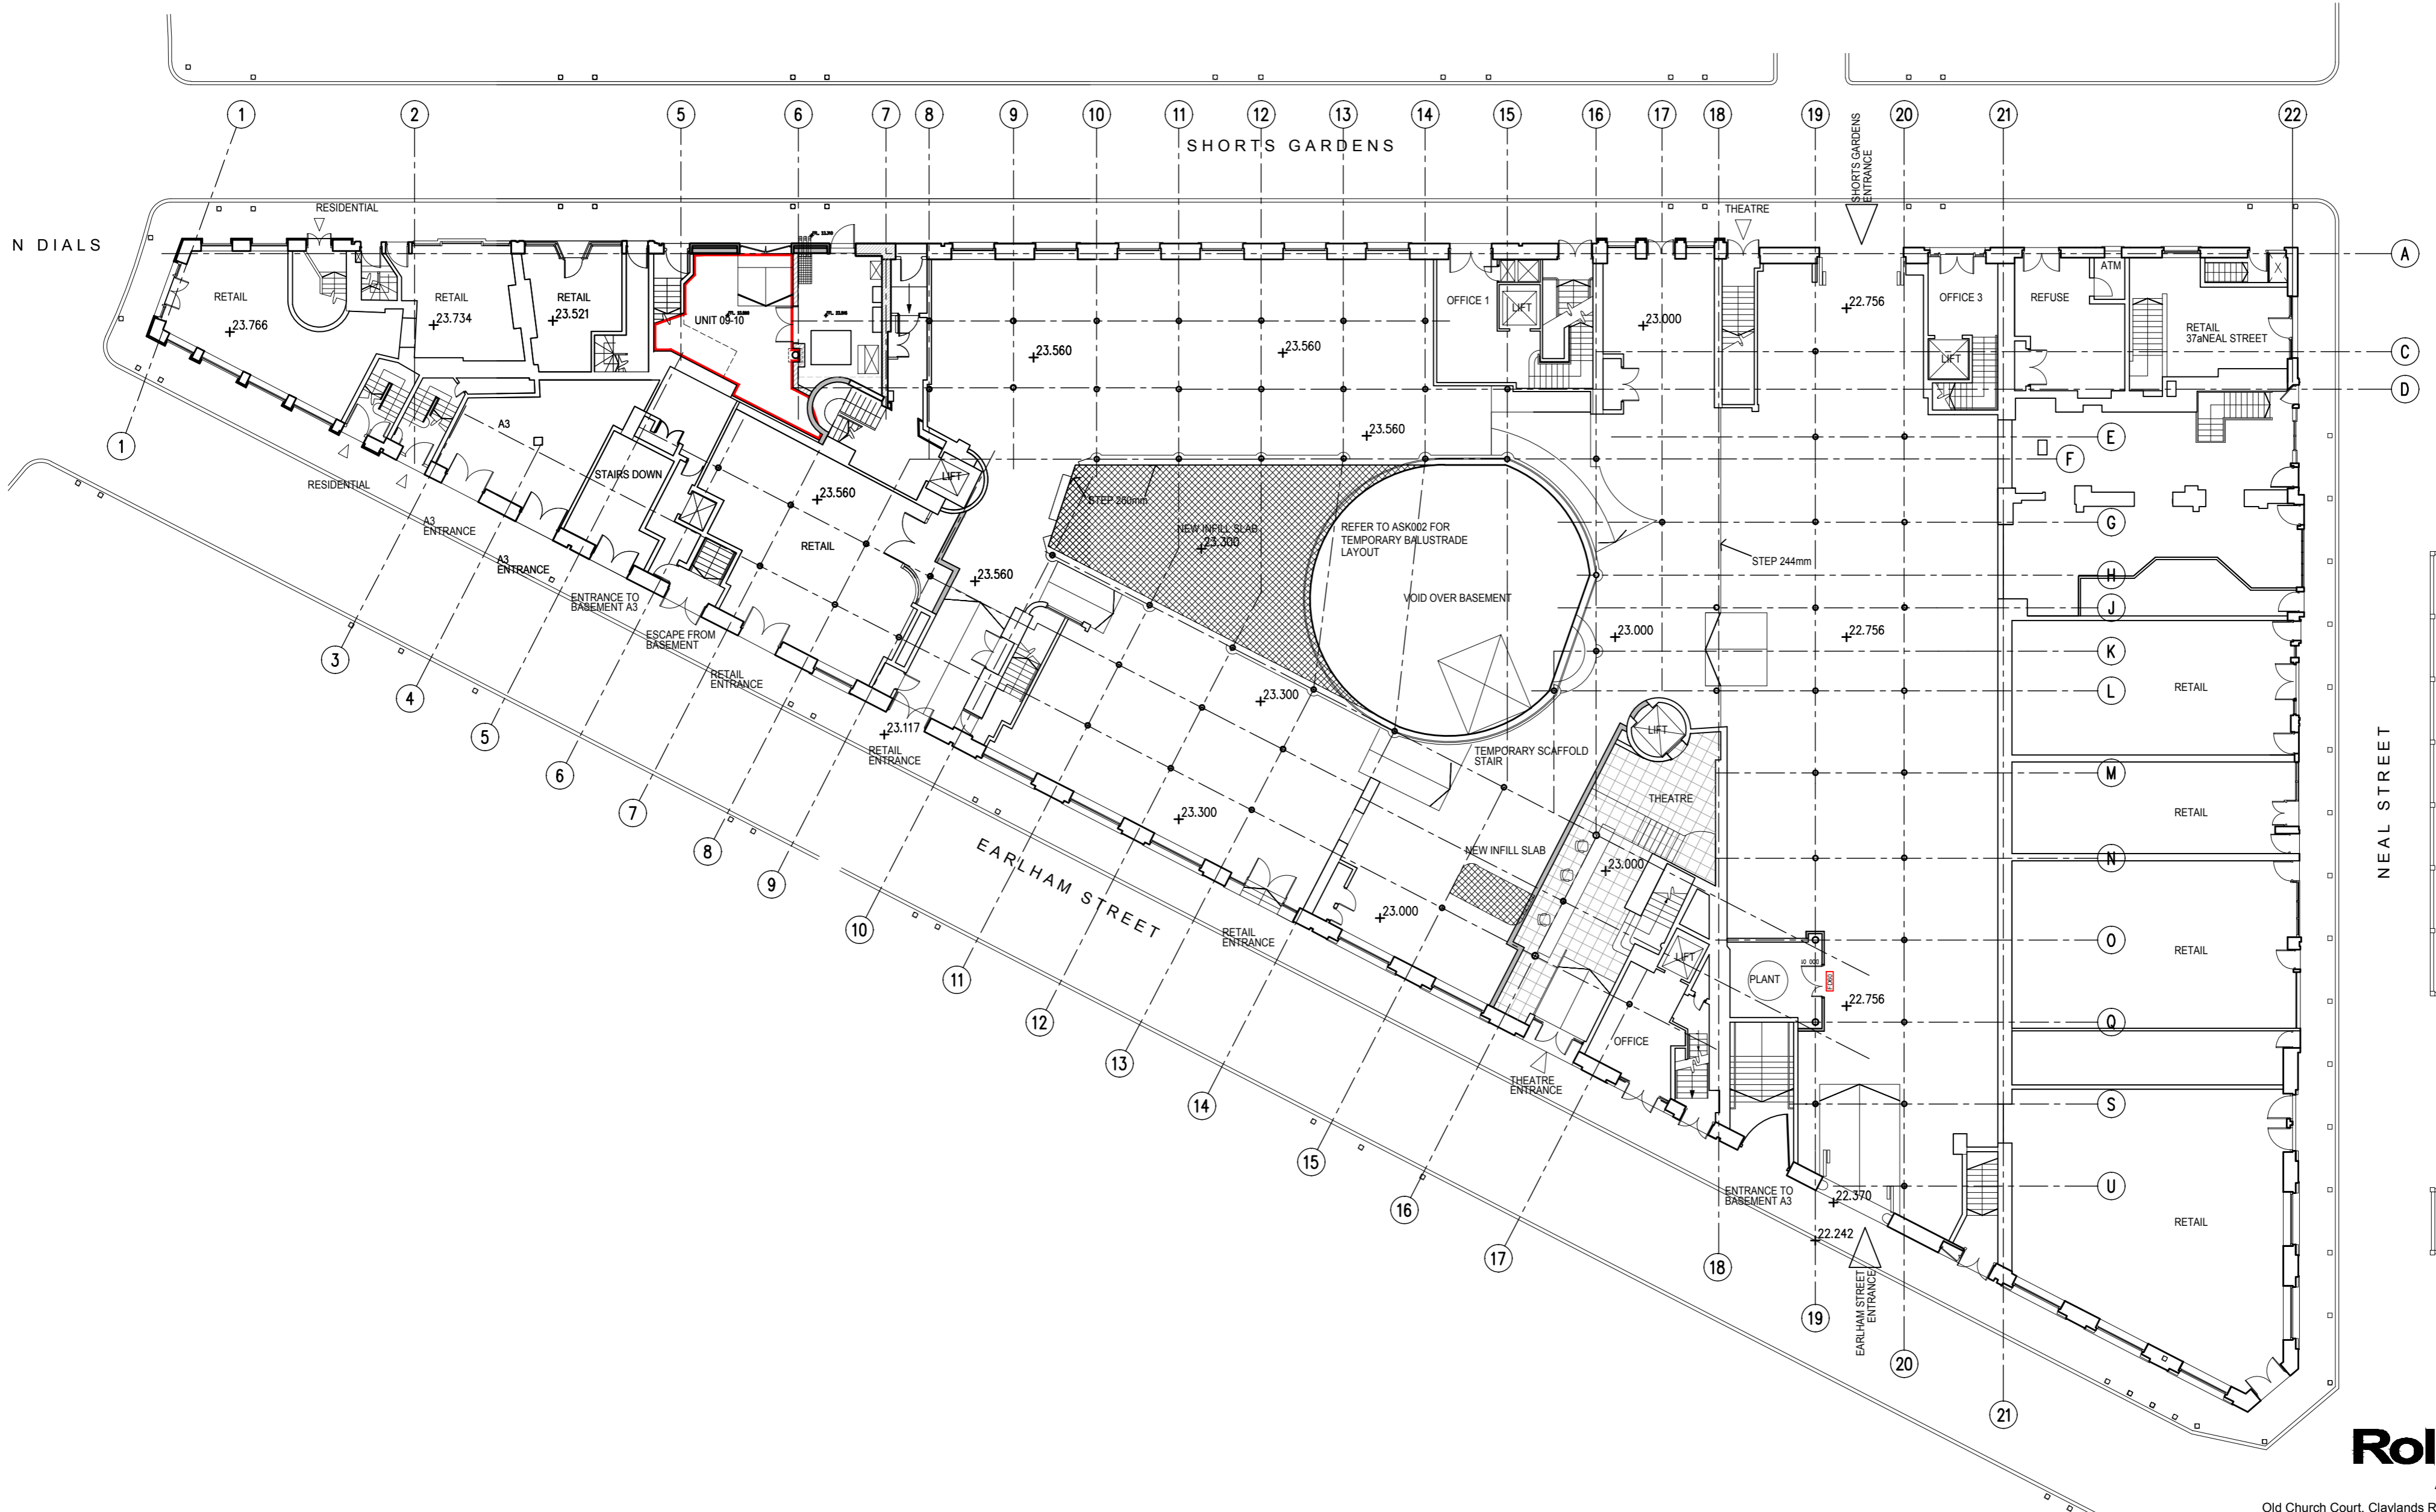 1
2
5
6
7
8
9
10
11
12
13
14
15
16
17
18
19
20
21
22
SHORTS GARDENS
SHORTS GARDENS
ENTRANCE
N DIALS
RESIDENTIAL
THEATRE
A
RETAIL
23.766
RETAIL
23.734
RETAIL
23.521
UNIT 09-10
OFFICE 1
LIFT
23.000
22.756
OFFICE 3
LIFT
REFUSE
ATM
RETAIL
37aNEAL STREET
C
D
23.560
23.560
23.560
E
F
1
A3
RESIDENTIAL
STAIRS DOWN
23.560
LIFT
STEP 260mm
NEW INFILL SLAB
23.300
REFER TO ASK002 FOR
TEMPORARY BALUSTRADE
LAYOUT
G
STEP 244mm
A3
ENTRANCE
RETAIL
A3
ENTRANCE
23.560
H
ENTRANCE TO
BASEMENT A3
VOID OVER BASEMENT
J
ESCAPE FROM
BASEMENT
23.000
22.756
K
3
RETAIL
ENTRANCE
L
RETAIL
4
23.300
5
23.117
RETAIL
ENTRANCE
LIFT
TEMPORARY SCAFFOLD
STAIR
NEAL STREET
6
M
THEATRE
7
23.300
RETAIL
8
EARLHAM STREET
NEW INFILL SLAB
23.000
N
9
23.000
10
RETAIL
ENTRANCE
O
RETAIL
LIFT
11
PLANT
FD60
22.756
12
Q
OFFICE
13
THEATRE
ENTRANCE
14
S
15
U
ENTRANCE TO
BASEMENT A3
22.370
16
RETAIL
22.242
17
18
EARLHAM STREET
ENTRANCE
19
20
21
Rol
Old Church Court, Claylands R